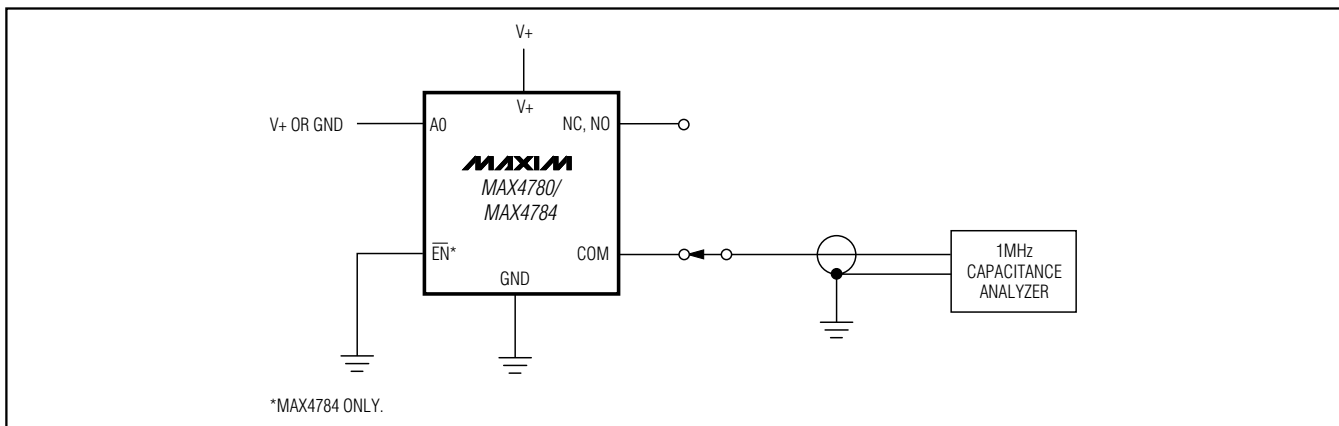 V+
V+
V+ OR GND
A0
NC, NO
MAXIM
MAX4780/
MAX4784
EN*
COM
GND
1MHz
CAPACITANCE
ANALYZER
*MAX4784 ONLY.